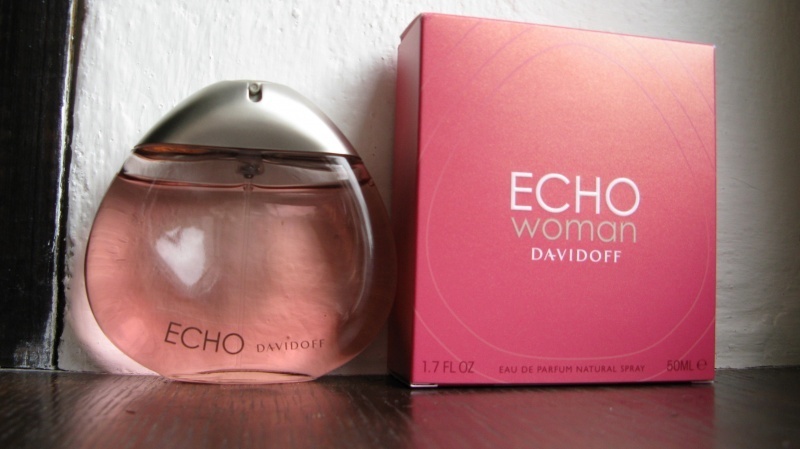 ECHO DAVIDOFF
ECHO
woman
DAVIDOFF
1.7 FL OZ EAU DE PARFUM NATURAL SPRAY 50ML ℮